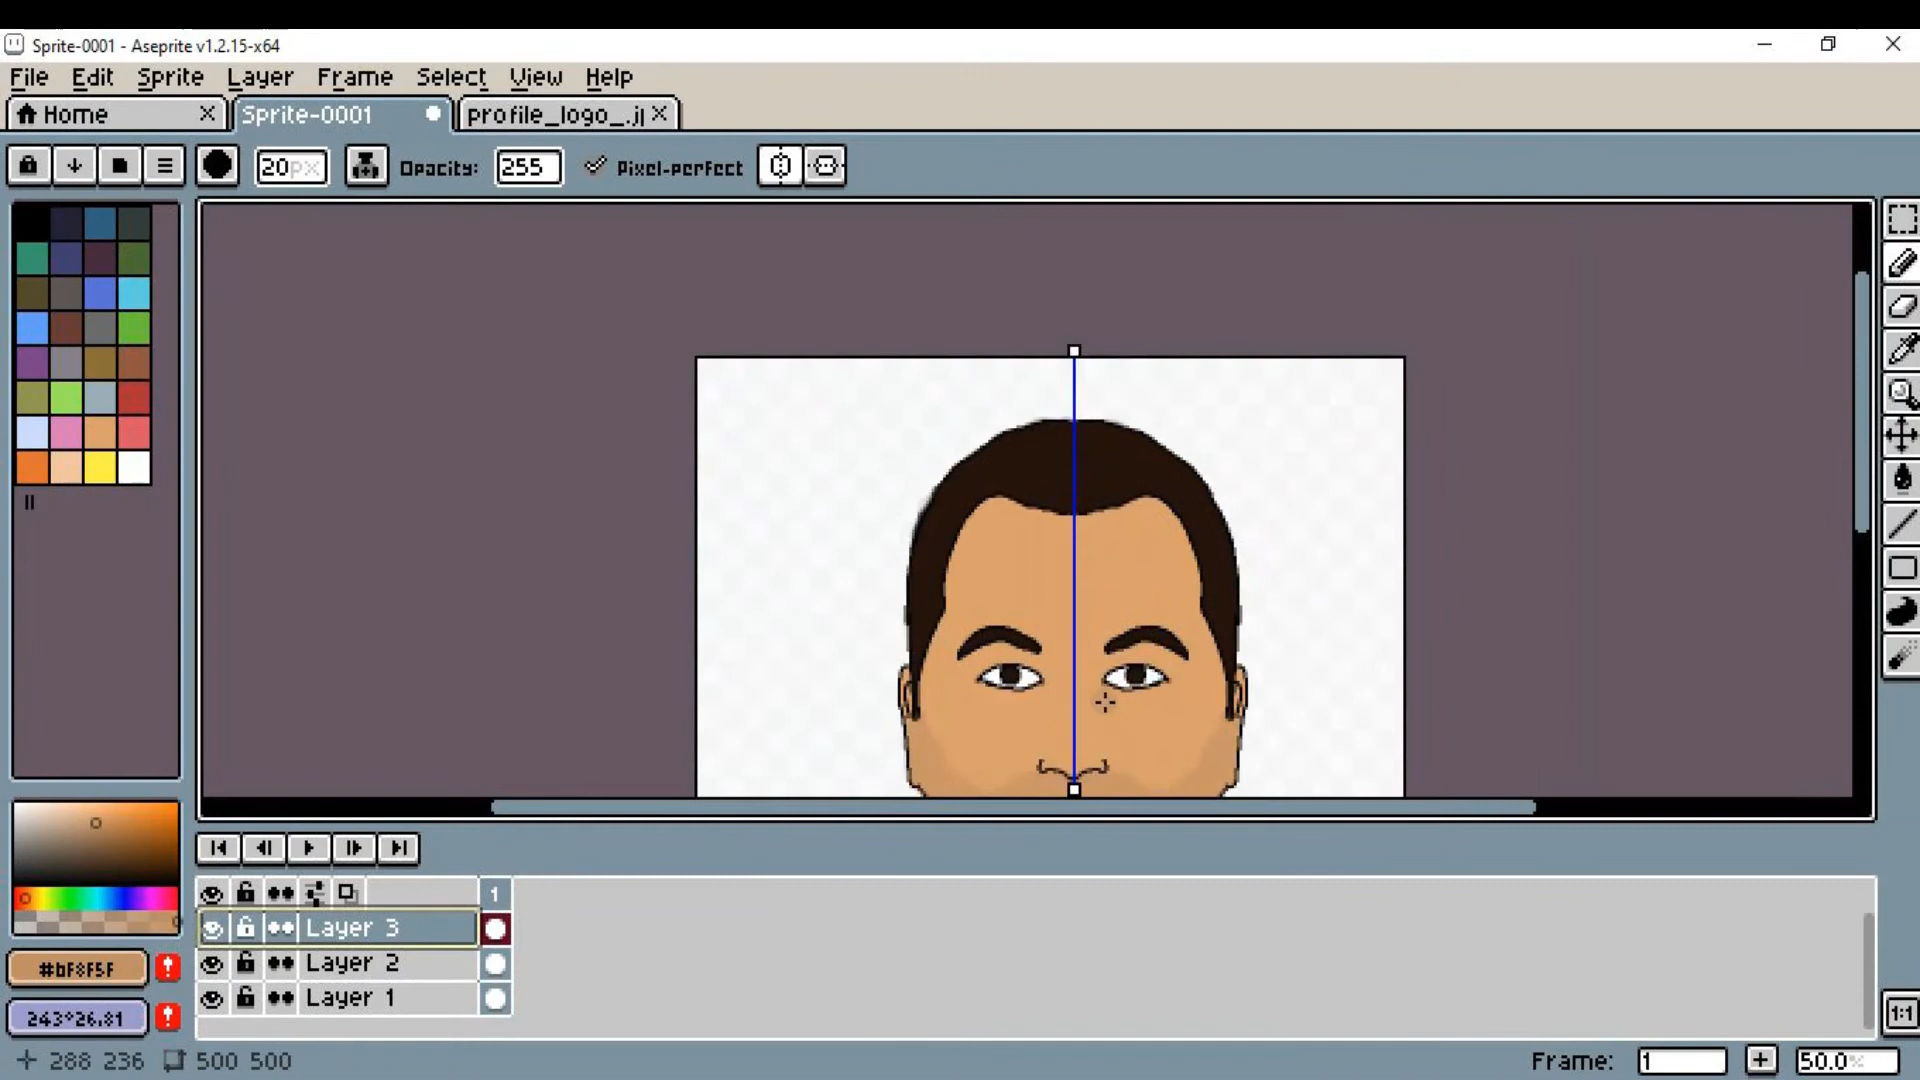 Sprite-0001 - Aseprite v1.2.15-x64
File Edit Sprite Layer Frame Select View Help
Home Sprite-0001 profile_logo_.j
20px Opacity: 255 Pixel-perfect
1
Layer 3
Layer 2
Layer 1
#bF8F5F
243°26.81
1:1
288 236 500 500 Frame: 1 50.0%